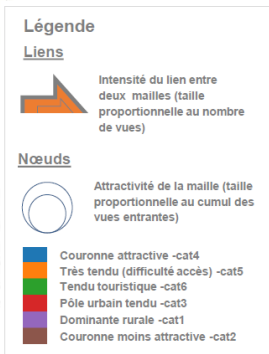 Légende
Liens
Intensité du lien entre
deux mailles (taille
proportionnelle au nombre
de vues)
Nœuds
Attractivité de la maille (taille
proportionnelle au cumul des
vues entrantes)
Couronne attractive -cat4
Très tendu (difficulté accès) -cat5
Tendu touristique -cat6
Pôle urbain tendu -cat3
Dominante rurale -cat1
Couronne moins attractive -cat2